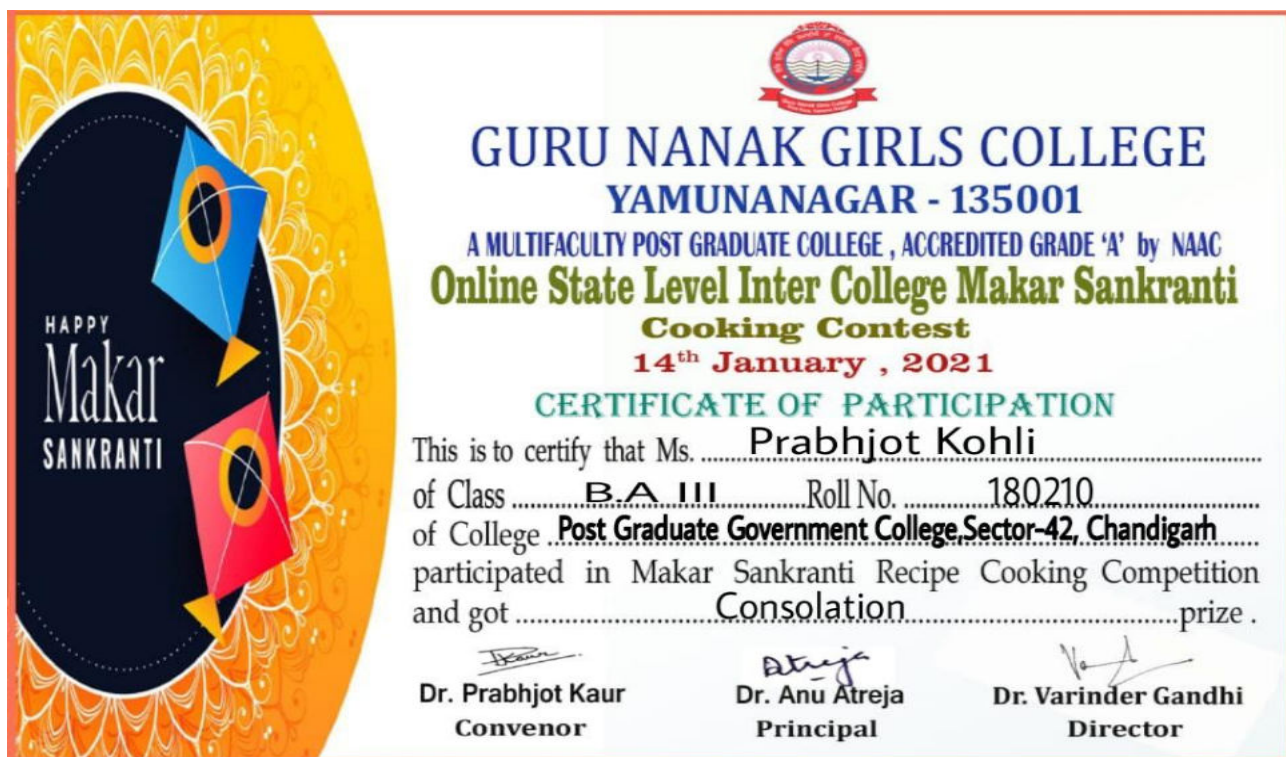 Guru Nanak Girls College
GURU NANAK GIRLS COLLEGE
YAMUNANAGAR - 135001
A MULTIFACULTY POST GRADUATE COLLEGE , ACCREDITED GRADE ‘A’ by NAAC
Online State Level Inter College Makar Sankranti
Cooking Contest
14th January , 2021
CERTIFICATE OF PARTICIPATION
This is to certify that Ms. Prabhjot Kohli
of Class B.A III Roll No. 180210
of College Post Graduate Government College,Sector-42, Chandigarh
participated in Makar Sankranti Recipe Cooking Competition
and got Consolation prize .
Dr. Prabhjot Kaur
Convenor
Atreja
Dr. Anu Atreja
Principal
Dr. Varinder Gandhi
Director
HAPPY
Makar
SANKRANTI